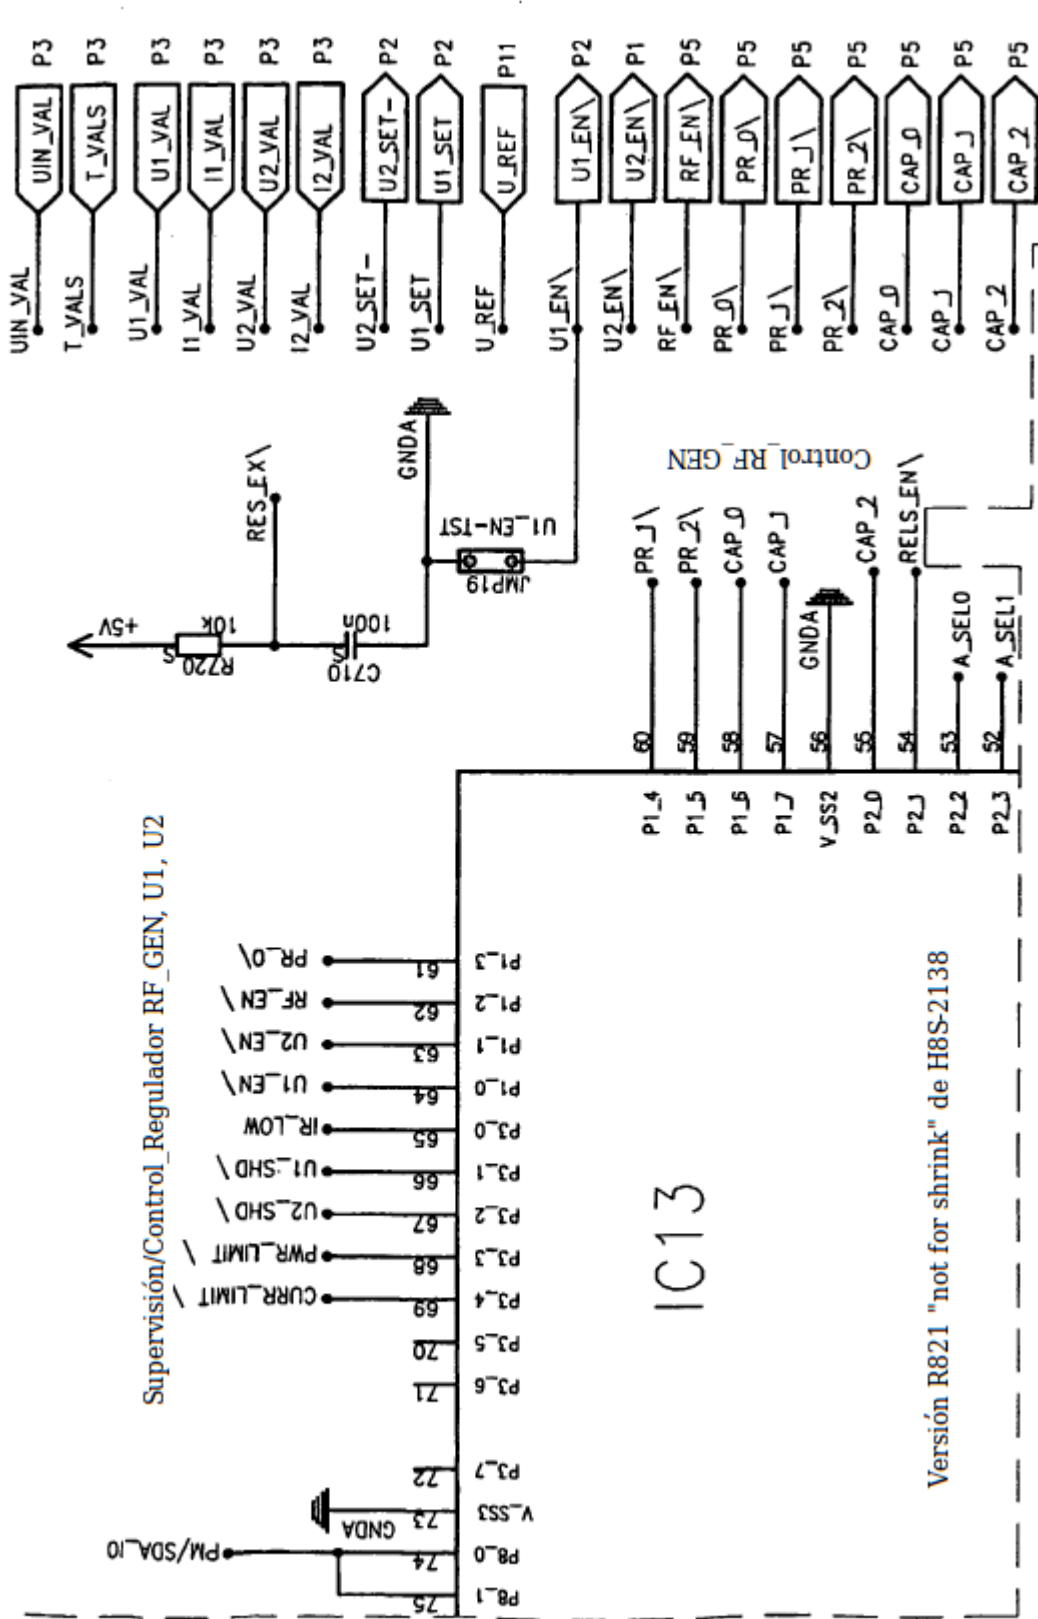 UIN_VAL UIN_VAL P3
T_VALS T_VALS P3
U1_VAL U1_VAL P3
I1_VAL I1_VAL P3
U2_VAL U2_VAL P3
I2_VAL I2_VAL P3
U2_SET- U2_SET- P2
U1_SET U1_SET P2
U_REF U_REF P11
U1_EN\ U1_EN\ P2
U2_EN\ U2_EN\ P1
RF_EN\ RF_EN\ P5
PR_0\ PR_0\ P5
PR_1\ PR_1\ P5
PR_2\ PR_2\ P5
CAP_0 CAP_0 P5
CAP_1 CAP_1 P5
CAP_2 CAP_2 P5
+5V
R720 10k
S
RES_EX\
C710 100n
S
GNDA
JMP19 U1_EN-TST
Control_RF_GEN
P1_4 60 PR_1\
P1_5 59 PR_2\
P1_6 58 CAP_0
P1_7 57 CAP_1
V_SS2 56 GNDA
P2_0 55 CAP_2
P2_1 54 RELS_EN\
P2_2 53 A_SEL0
P2_3 52 A_SEL1
Supervisión/Control_Regulador RF_GEN, U1, U2
PR_0\ 61 P1_3
RF_EN\ 62 P1_2
U2_EN\ 63 P1_1
U1_EN\ 64 P1_0
IR_LOW 65 P3_0
U1_SHD\ 66 P3_1
U2_SHD\ 67 P3_2
PWR_LIMIT\ 68 P3_3
CURR_LIMIT\ 69 P3_4
70 P3_5
71 P3_6
72 P3_7
GNDA 73 V_SS3
PM/SDA_IO 74 P8_0
75 P8_1
IC13
Versión R821 "not for shrink" de H8S-2138